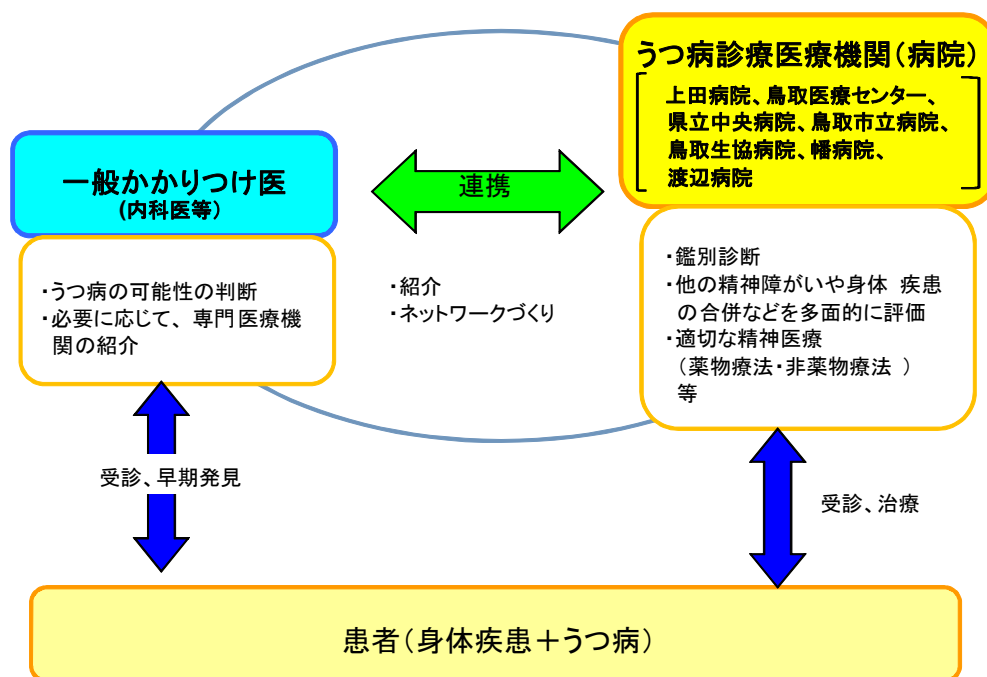 うつ病診療医療機関(病院)
上田病院、鳥取医療センター、
県立中央病院、鳥取市立病院、
鳥取生協病院、幡病院、
渡辺病院
一般かかりつけ医
(内科医等)
連携
・うつ病の可能性の判断
・必要に応じて、専門医療機
関の紹介
・紹介
・ネットワークづくり
・鑑別診断
・他の精神障がいや身体 疾患
の合併などを多面的に評価
・適切な精神医療
(薬物療法・非薬物療法 )
等
受診、早期発見
受診、治療
患者(身体疾患+うつ病)